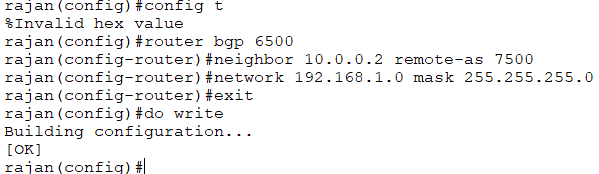 rajan(config)#config t
%Invalid hex value
rajan(config)#router bgp 6500
rajan(config-router)#neighbor 10.0.0.2 remote-as 7500
rajan(config-router)#network 192.168.1.0 mask 255.255.255.0
rajan(config-router)#exit
rajan(config)#do write
Building configuration...
[OK]
rajan(config)#